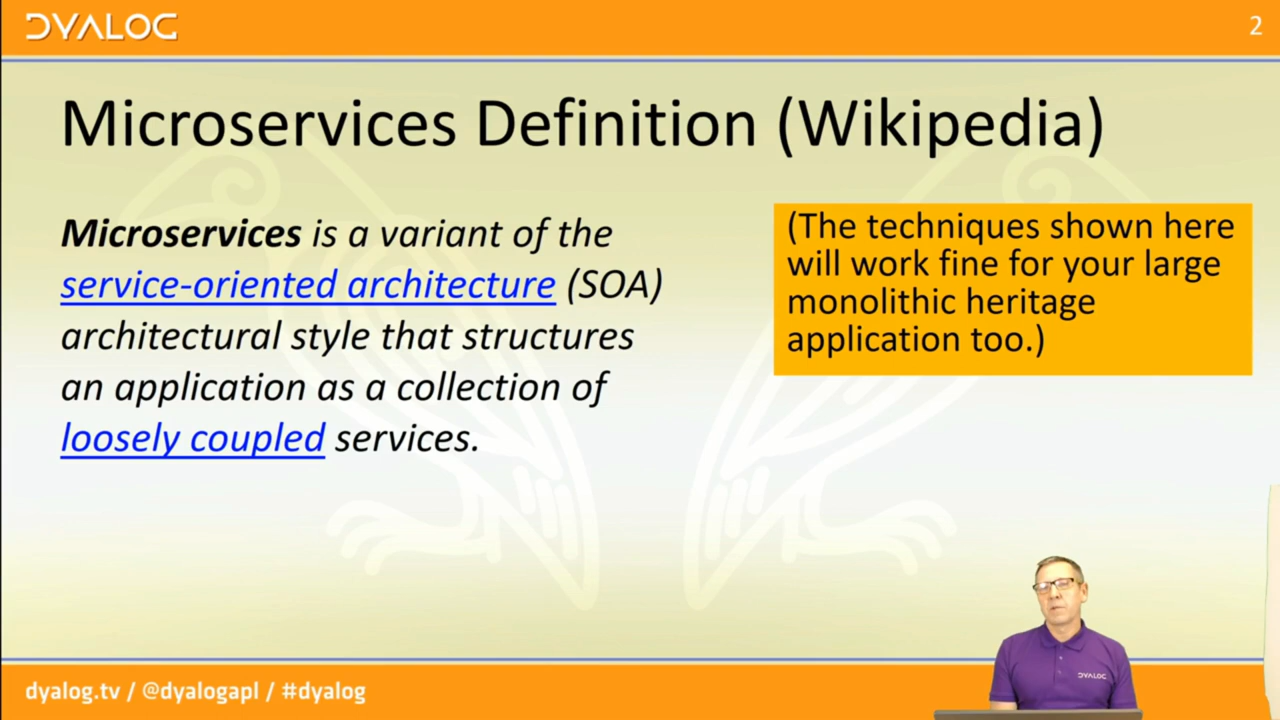 DYALOG
2
Microservices Definition (Wikipedia)
Microservices is a variant of the
service-oriented architecture (SOA)
architectural style that structures
an application as a collection of
loosely coupled services.
(The techniques shown here
will work fine for your large
monolithic heritage
application too.)
DYALOG
dyalog.tv / @dyalogapl / #dyalog